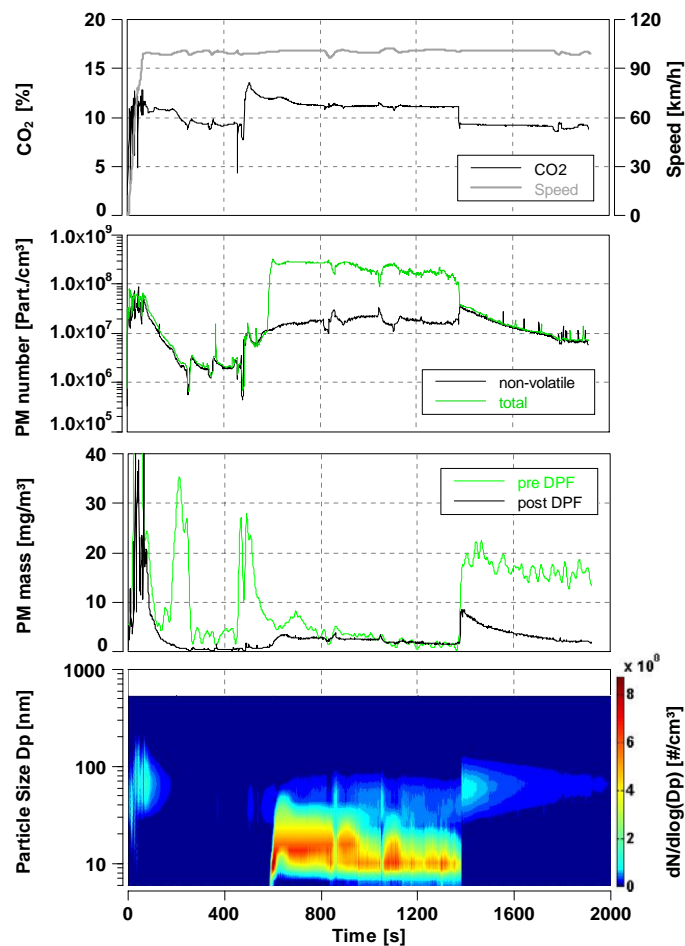 20
15
10
5
0
CO₂ [%]
120
90
60
30
0
Speed [km/h]
CO2
Speed
1.0x10⁹
1.0x10⁸
1.0x10⁷
1.0x10⁶
1.0x10⁵
PM number [Part./cm³]
non-volatile
total
40
30
20
10
0
PM mass [mg/m³]
pre DPF
post DPF
1000
100
10
Particle Size Dp [nm]
x 10⁸
8
6
4
2
0
dN/dlog(Dp) [#/cm³]
0
400
800
1200
1600
2000
Time [s]